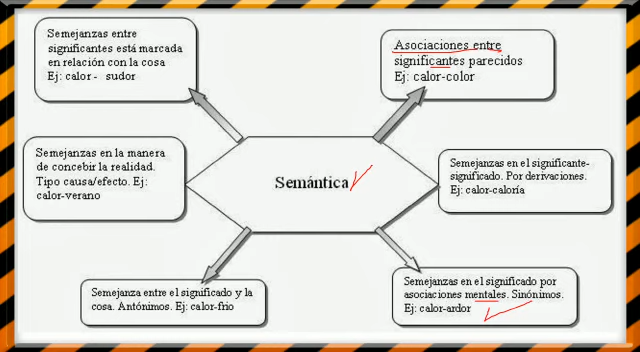 Semejanzas entre
significantes está marcada
en relación con la cosa
Ej: calor - sudor
Asociaciones entre
significantes parecidos
Ej: calor-color
Semejanzas en la manera
de concebir la realidad.
Tipo causa/efecto. Ej:
calor-verano
Semántica
Semejanzas en el significante-
significado. Por derivaciones.
Ej: calor-caloría
Semejanza entre el significado y la
cosa. Antónimos. Ej: calor-frio
Semejanzas en el significado por
asociaciones mentales. Sinónimos.
Ej: calor-ardor